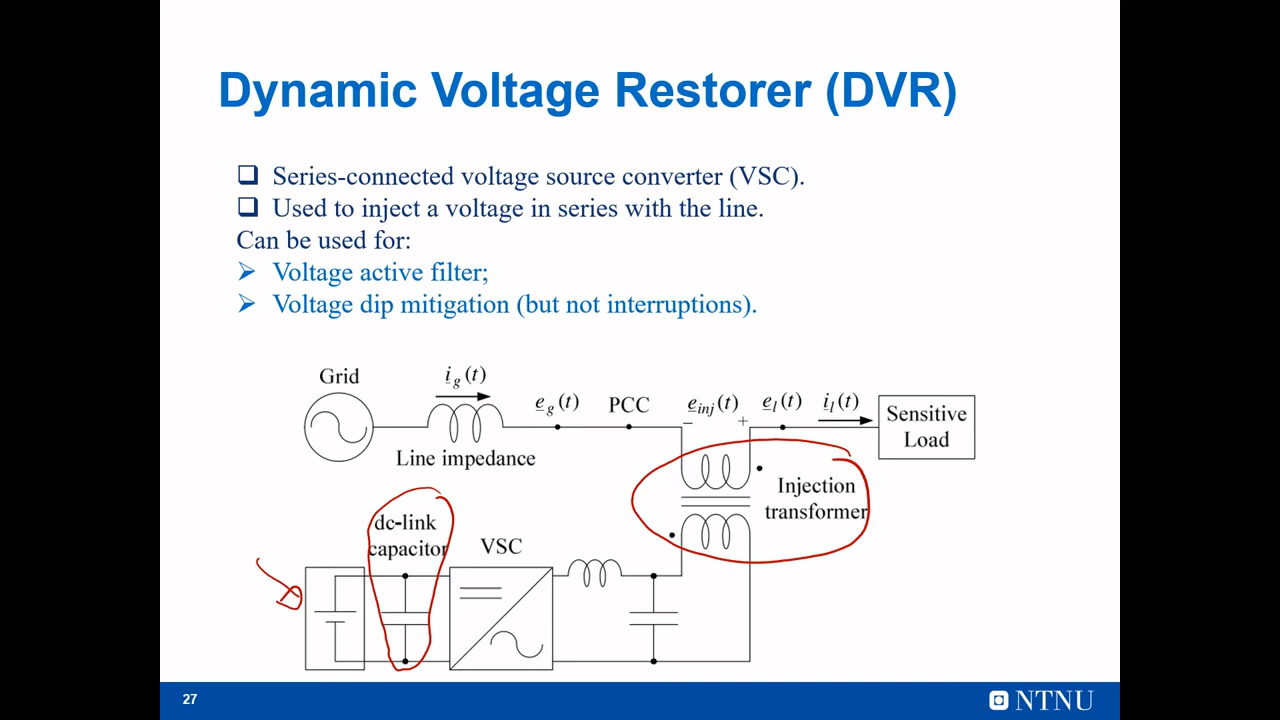 Dynamic Voltage Restorer (DVR)
Series-connected voltage source converter (VSC).
Used to inject a voltage in series with the line.
Can be used for:
Voltage active filter;
Voltage dip mitigation (but not interruptions).
Grid
i_g(t)
e_g(t)
PCC
e_inj(t)
e_l(t)
i_l(t)
− +
Sensitive
Load
Line impedance
Injection
transformer
dc-link
capacitor
VSC
27
NTNU